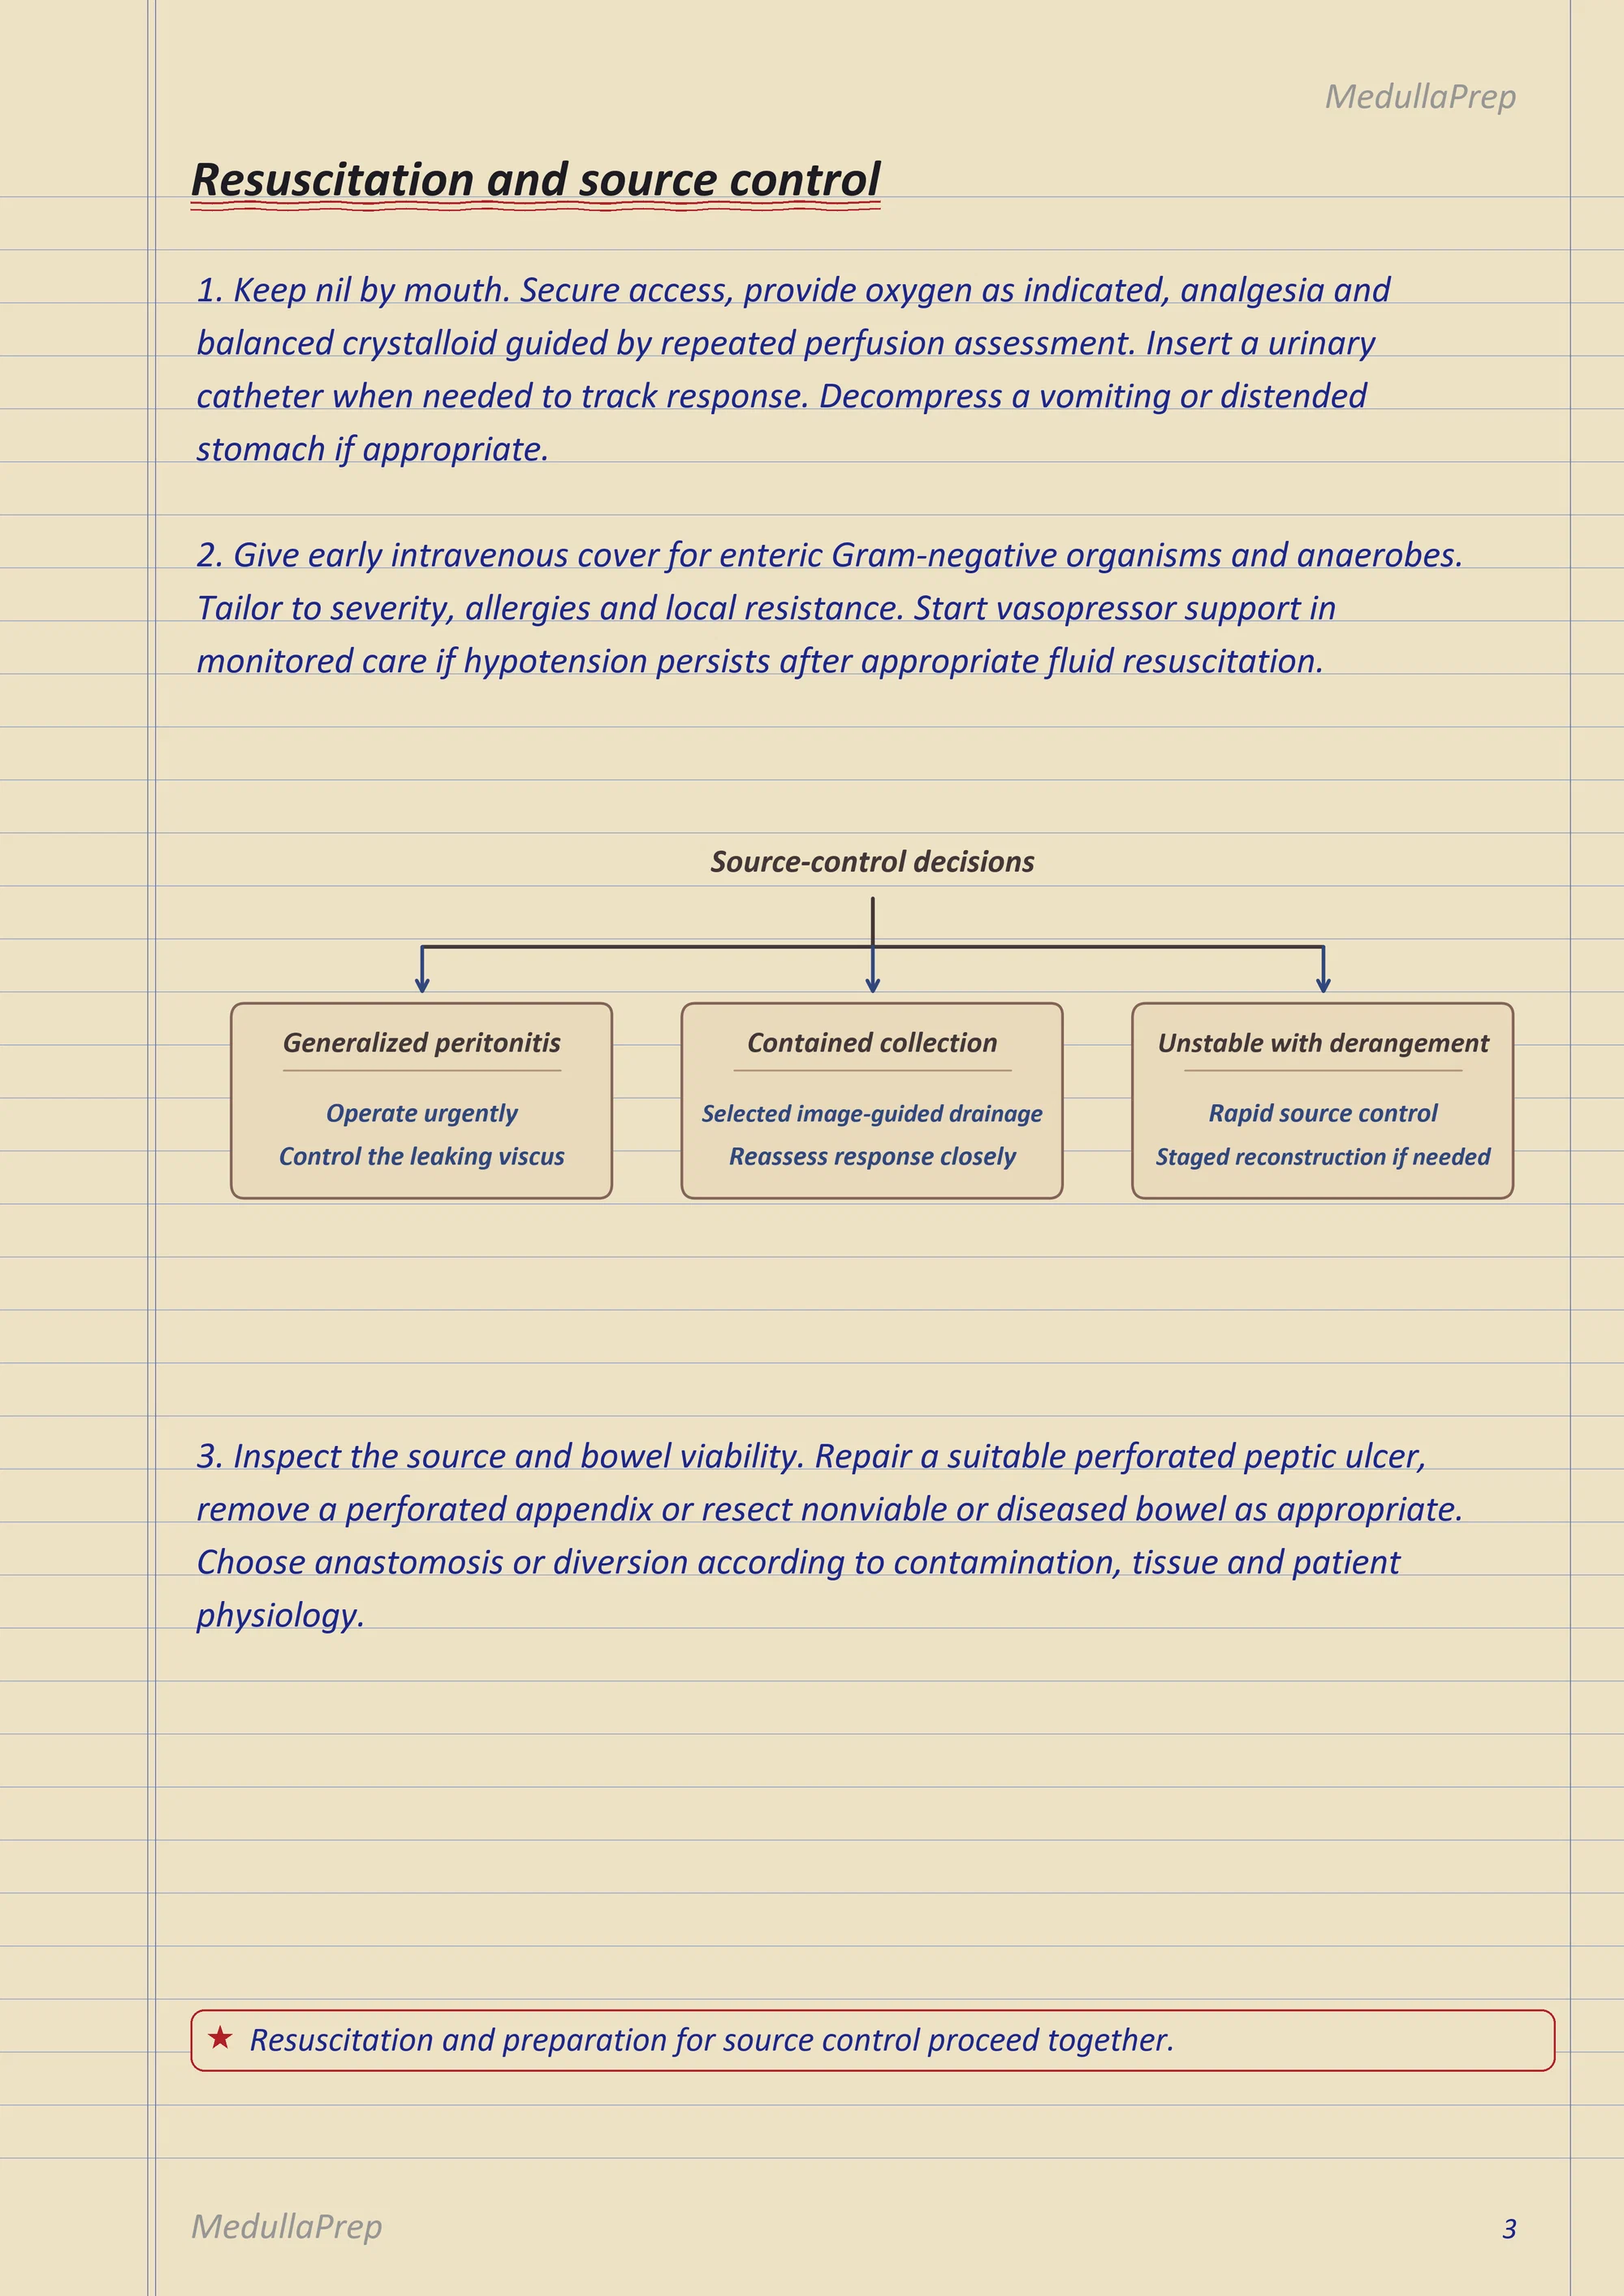 MedullaPrep
Resuscitation and source control
1. Keep nil by mouth. Secure access, provide oxygen as indicated, analgesia and
balanced crystalloid guided by repeated perfusion assessment. Insert a urinary
catheter when needed to track response. Decompress a vomiting or distended
stomach if appropriate.
2. Give early intravenous cover for enteric Gram-negative organisms and anaerobes.
Tailor to severity, allergies and local resistance. Start vasopressor support in
monitored care if hypotension persists after appropriate fluid resuscitation.
Source-control decisions
Generalized peritonitis
Operate urgently
Control the leaking viscus
Contained collection
Selected image-guided drainage
Reassess response closely
Unstable with derangement
Rapid source control
Staged reconstruction if needed
3. Inspect the source and bowel viability. Repair a suitable perforated peptic ulcer,
remove a perforated appendix or resect nonviable or diseased bowel as appropriate.
Choose anastomosis or diversion according to contamination, tissue and patient
physiology.
★ Resuscitation and preparation for source control proceed together.
MedullaPrep
3